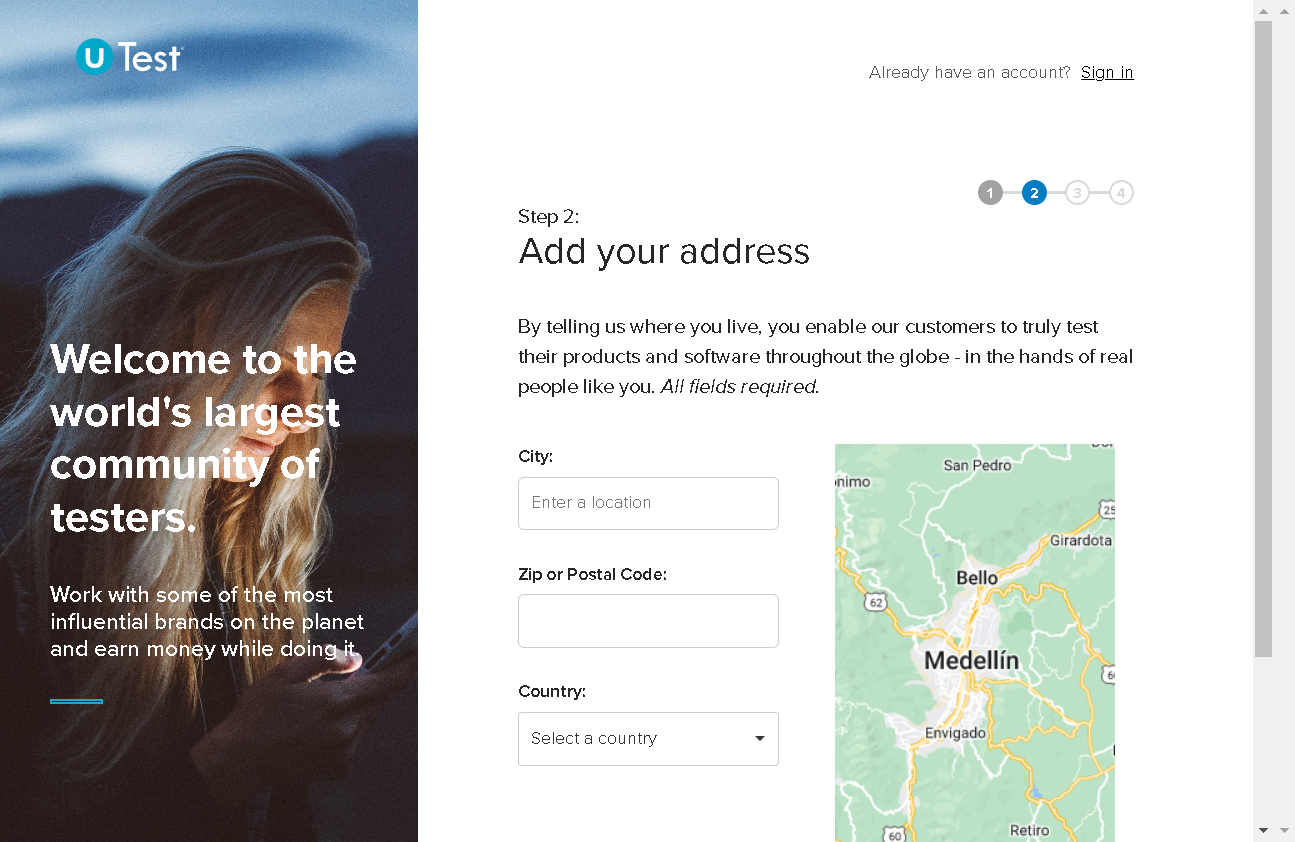 U Test
Already have an account? Sign in
1 2 3 4
Step 2:
Add your address
By telling us where you live, you enable our customers to truly test
their products and software throughout the globe - in the hands of real
people like you. All fields required.
Welcome to the
world's largest
community of
testers.
Work with some of the most
influential brands on the planet
and earn money while doing it.
City:
Enter a location
Zip or Postal Code:
Country:
Select a country
San Pedro
25
Girardota
Bello
62
Medellín
Envigado
Retiro
60